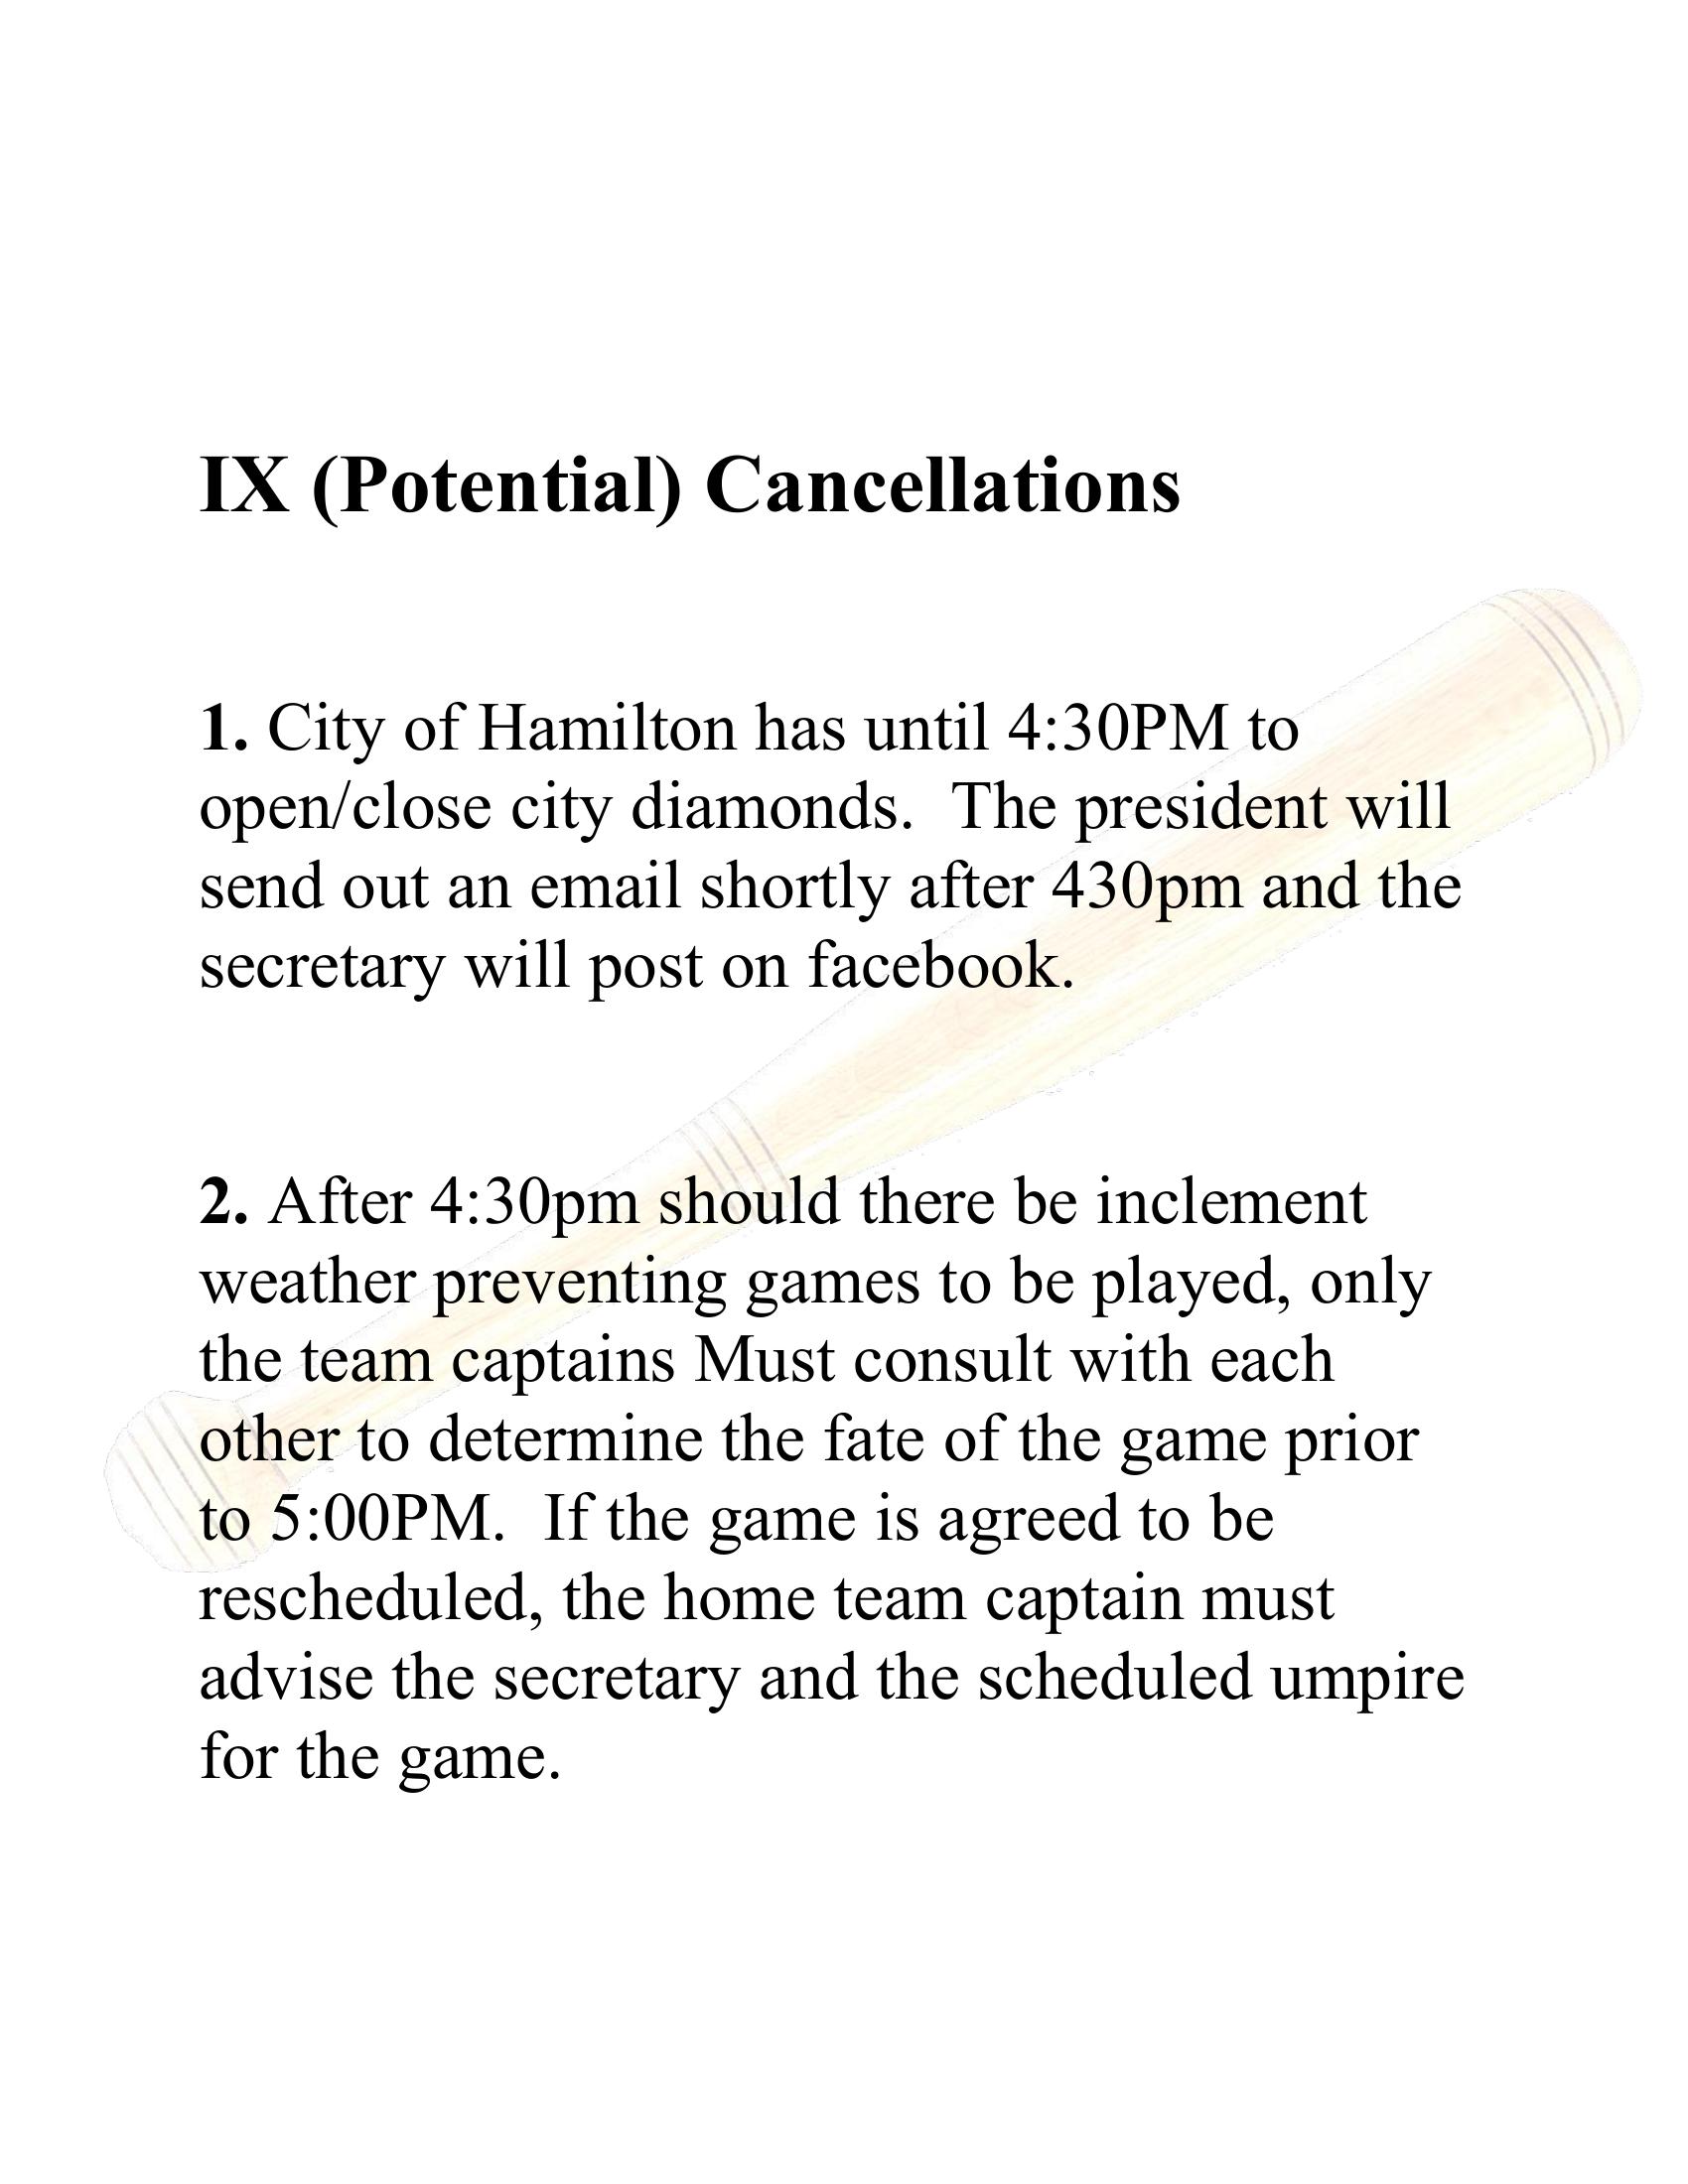 IX (Potential) Cancellations
1. City of Hamilton has until 4:30PM to
open/close city diamonds.  The president will
send out an email shortly after 430pm and the
secretary will post on facebook.
2. After 4:30pm should there be inclement
weather preventing games to be played, only
the team captains Must consult with each
other to determine the fate of the game prior
to 5:00PM.  If the game is agreed to be
rescheduled, the home team captain must
advise the secretary and the scheduled umpire
for the game.